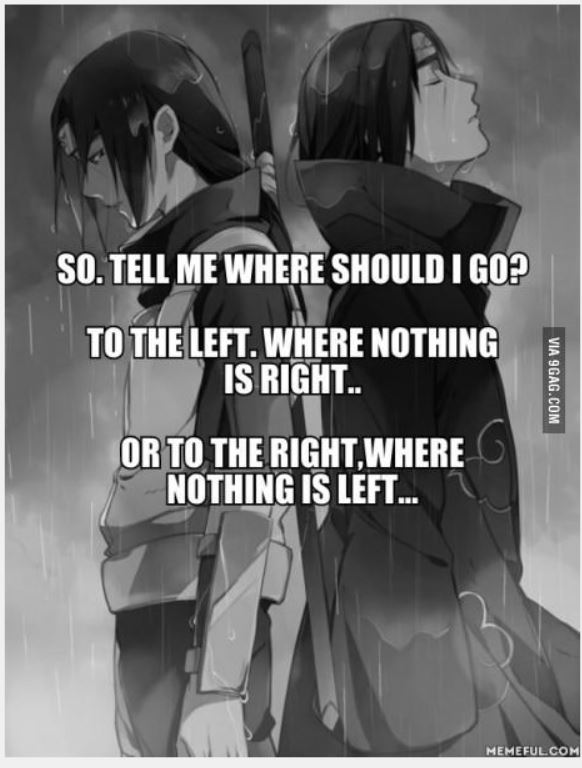 SO. TELL ME WHERE SHOULD I GO?
TO THE LEFT. WHERE NOTHING
IS RIGHT..
OR TO THE RIGHT,WHERE
NOTHING IS LEFT...
VIA 9GAG.COM
MEMEFUL.COM